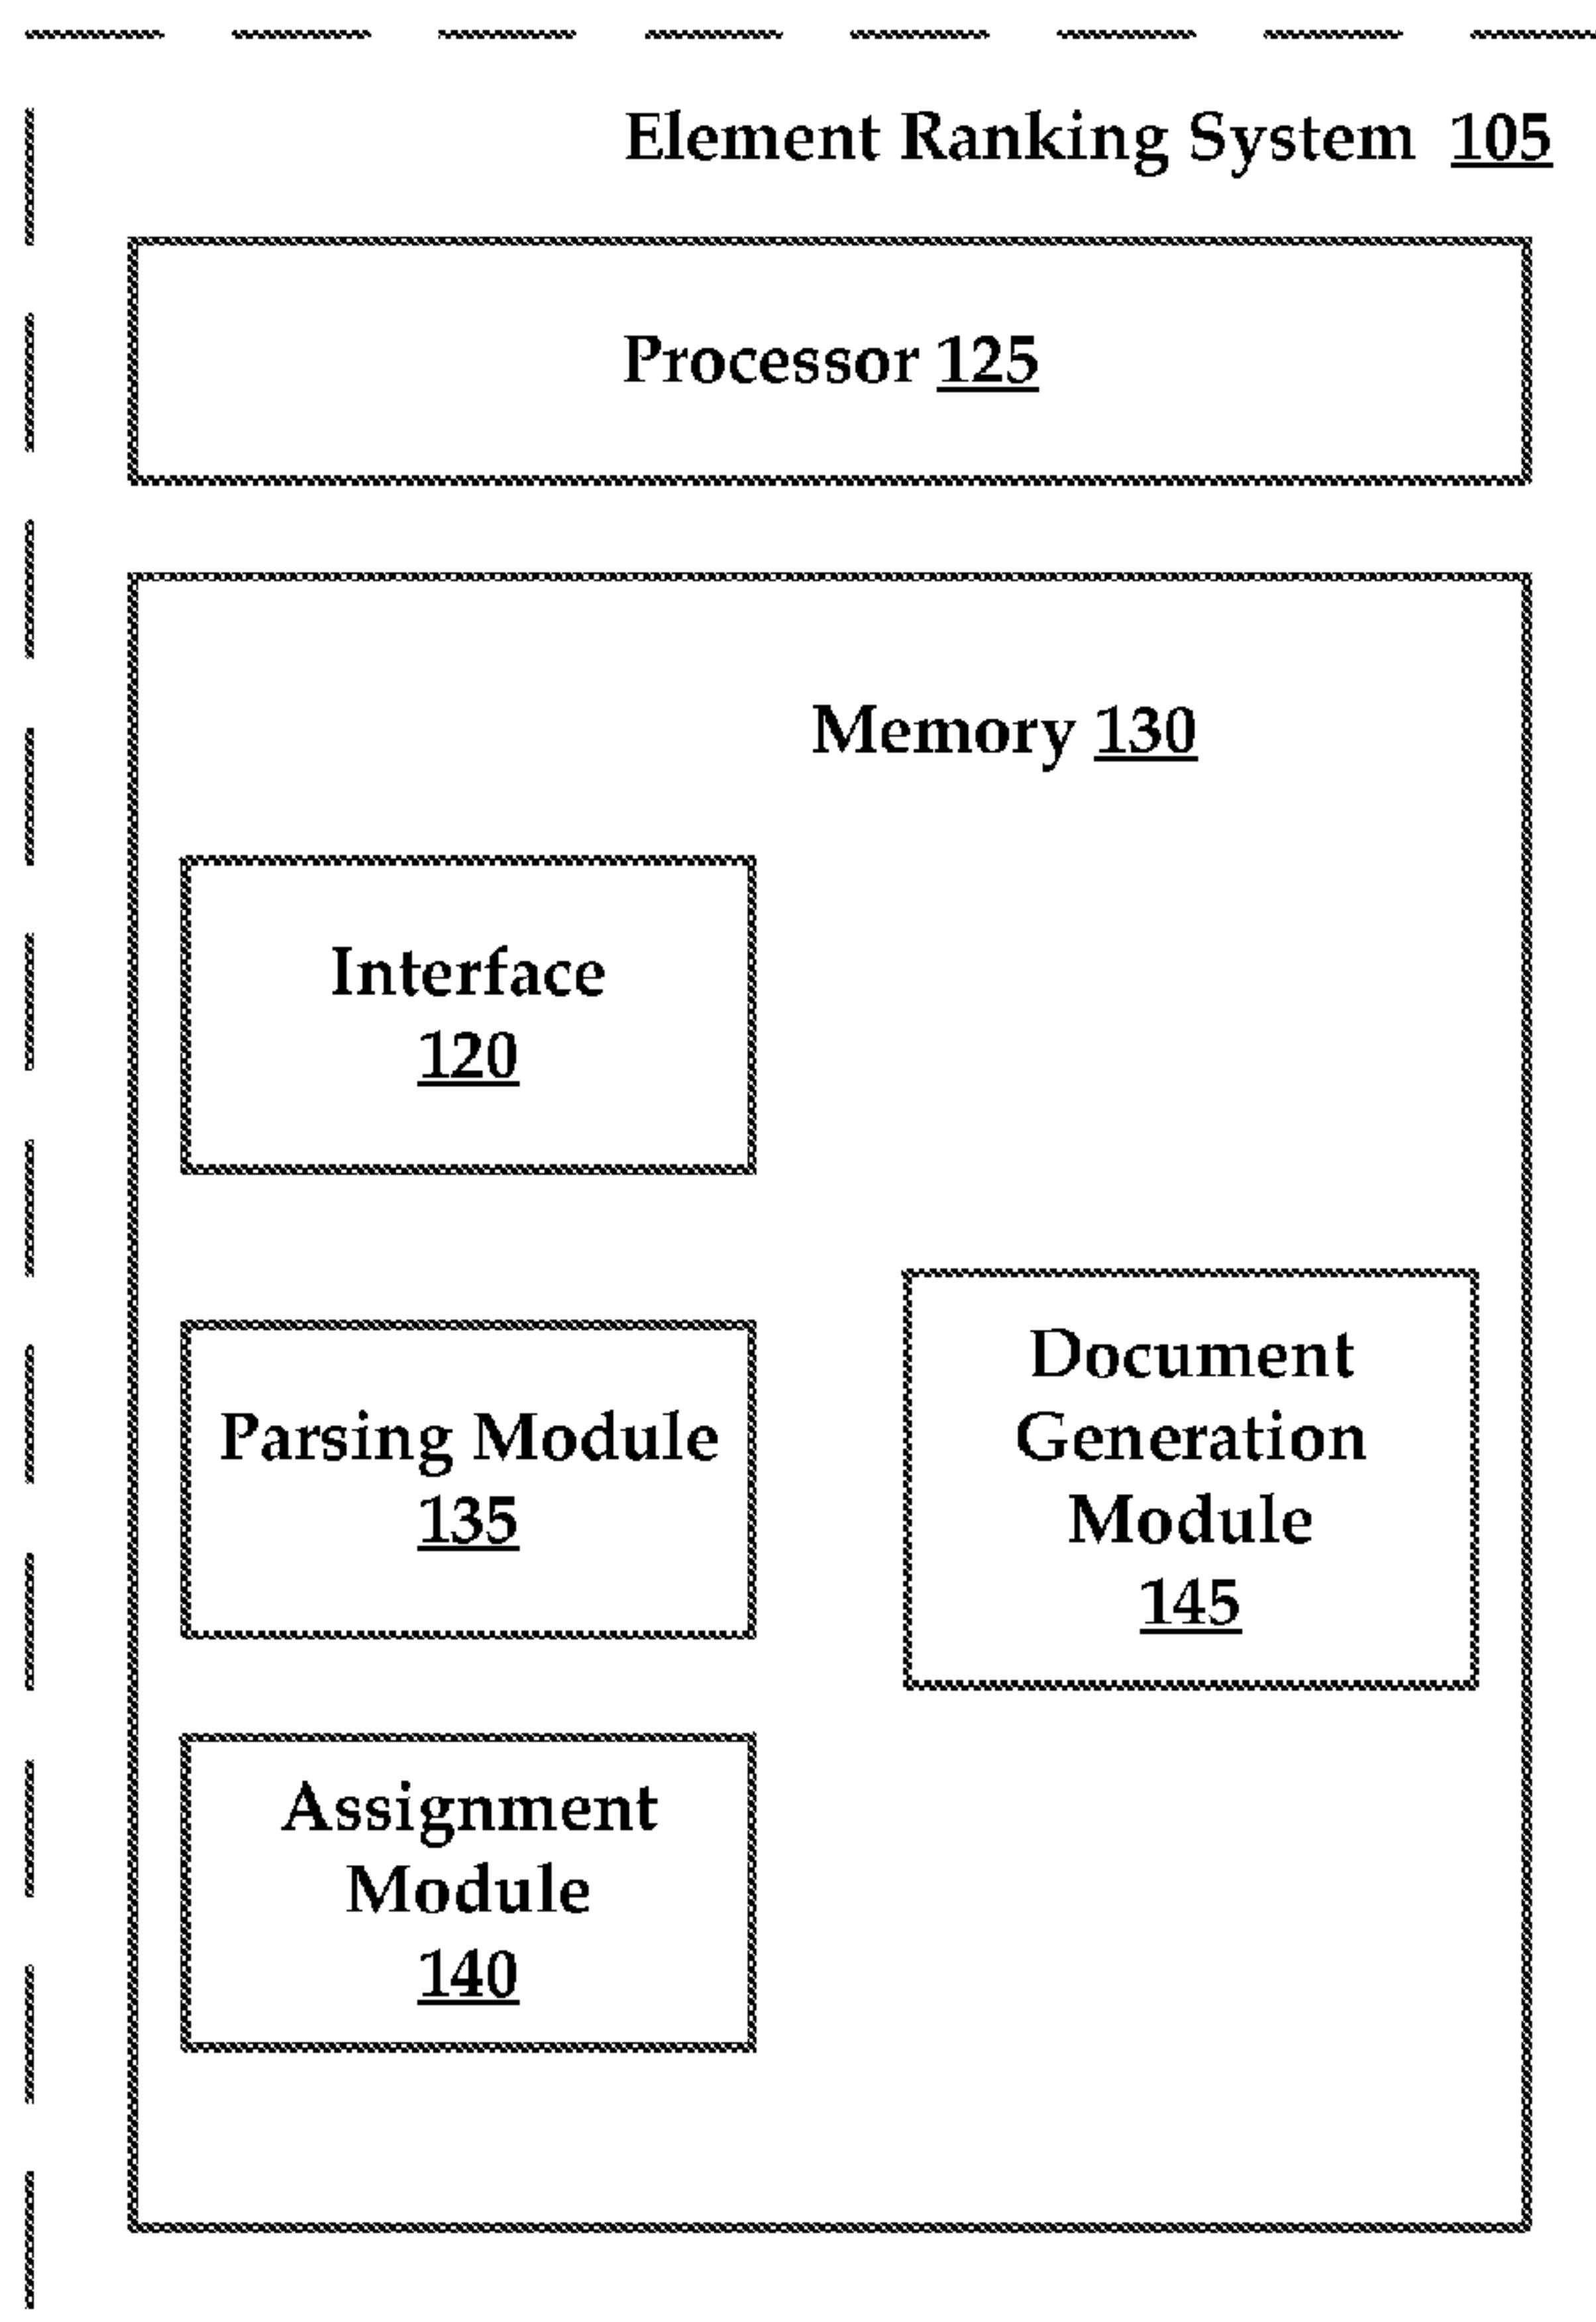 Element Ranking System 105
Processor 125
Memory 130
Interface
120
Parsing Module
135
Document
Generation
Module
145
Assignment
Module
140